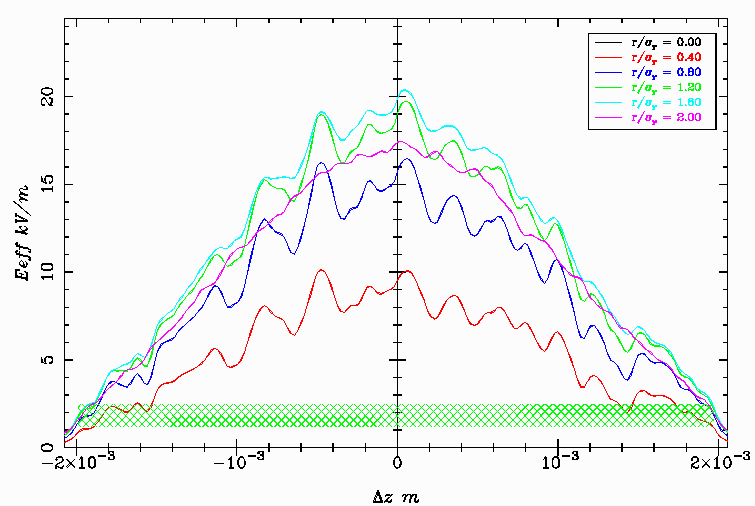 r/σᵣ = 0.00
r/σᵣ = 0.40
r/σᵣ = 0.80
r/σᵣ = 1.20
r/σᵣ = 1.60
r/σᵣ = 2.00
Eeff kV/m
20
15
10
5
0
−2×10⁻³ −10⁻³ 0 10⁻³ 2×10⁻³
Δz m